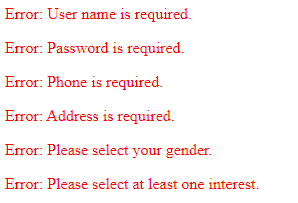 Error: User name is required.
Error: Password is required.
Error: Phone is required.
Error: Address is required.
Error: Please select your gender.
Error: Please select at least one interest.